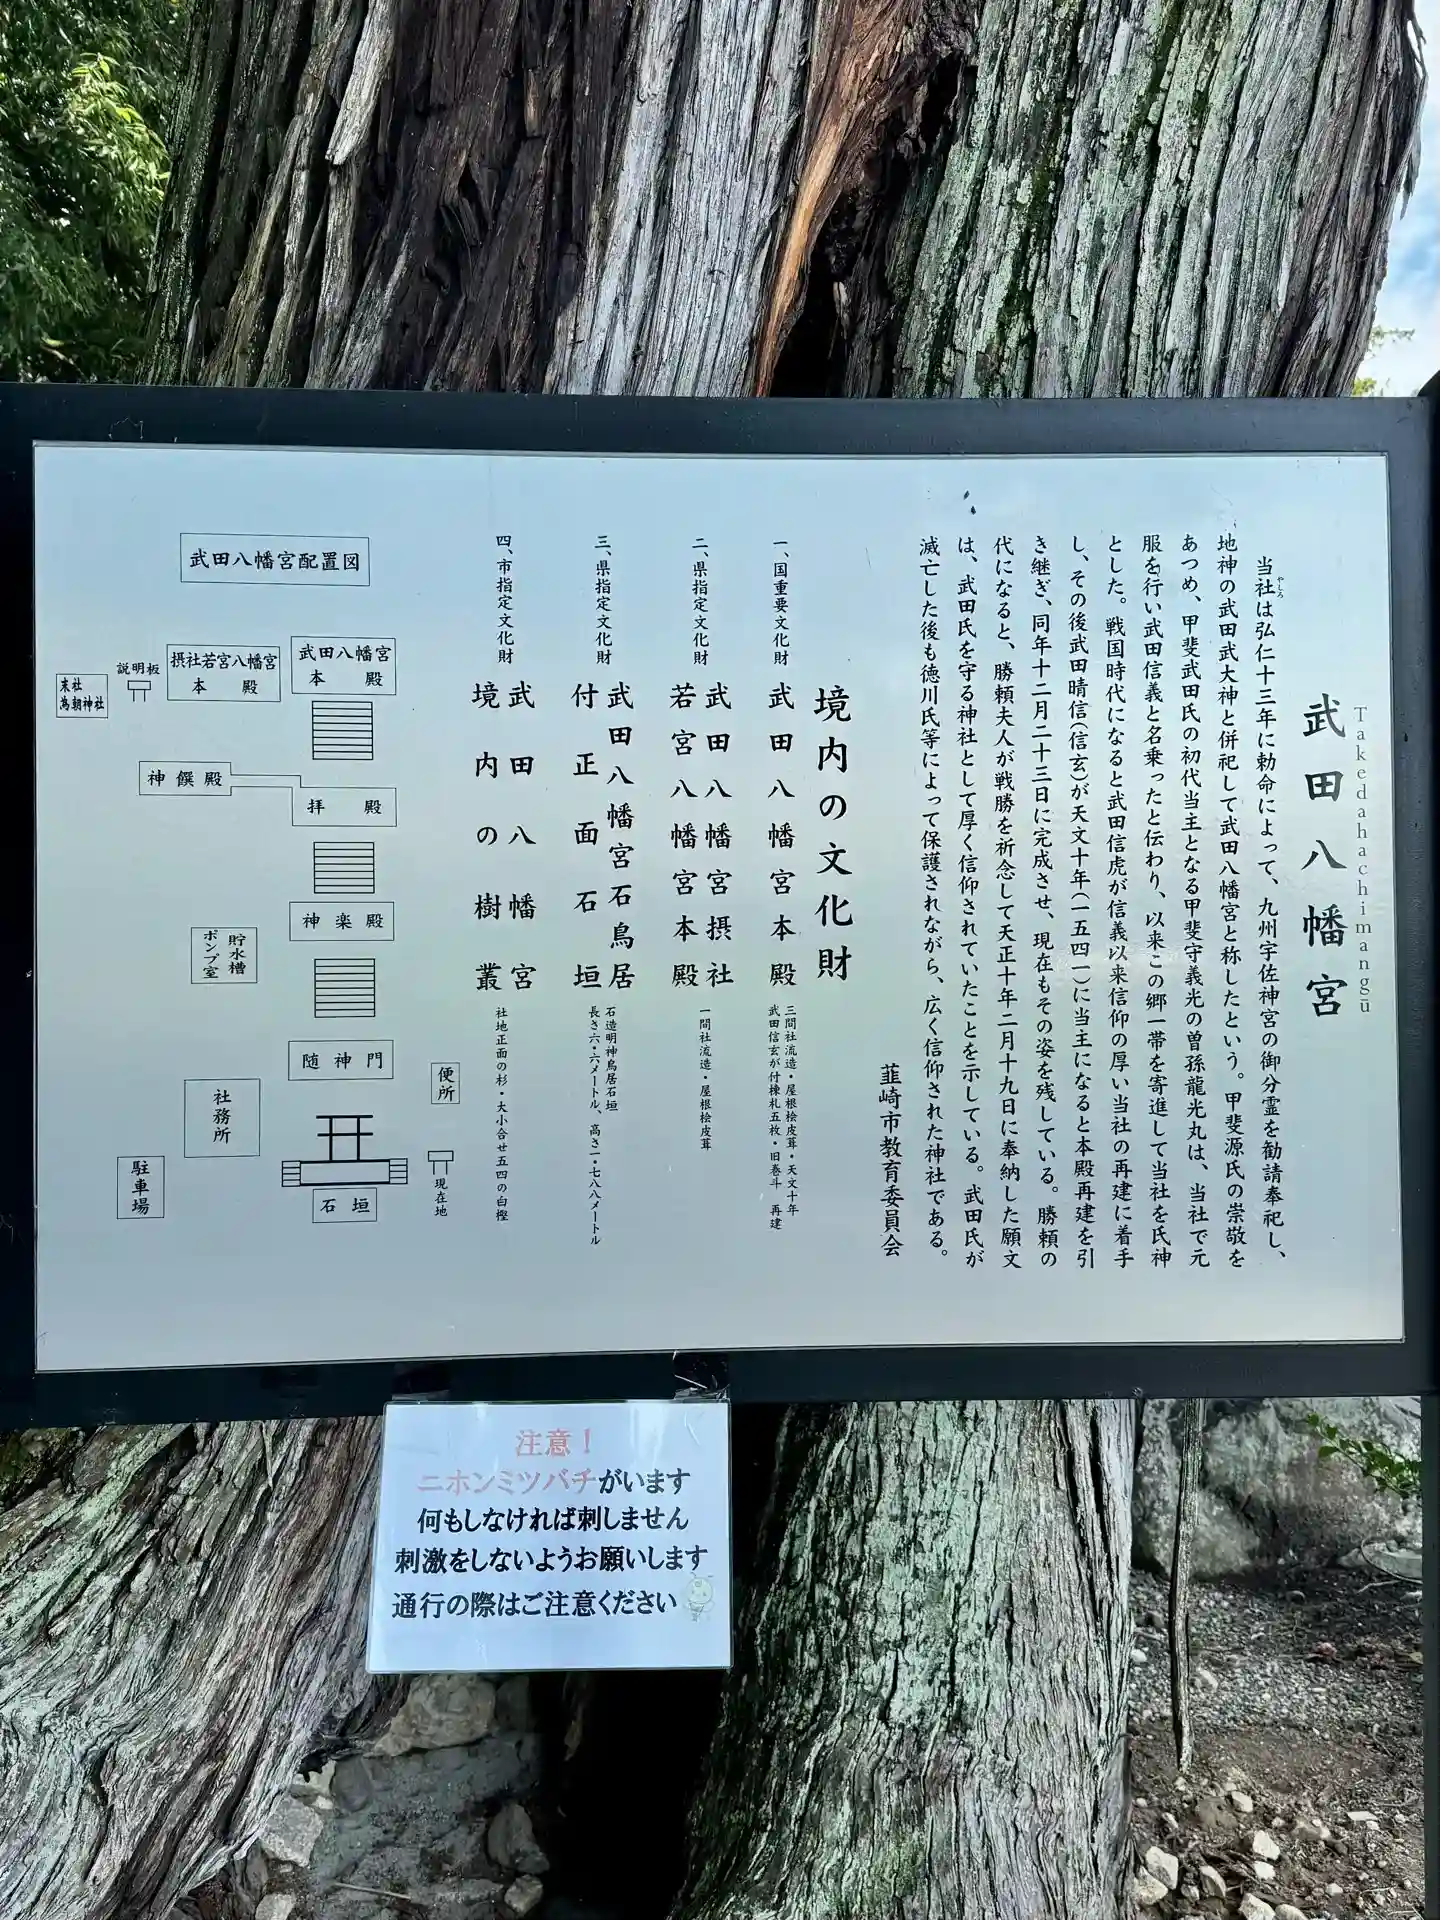 武田八幡宮
Takedahachimangū
当社は弘仁十三年に勅命によって、九州宇佐神宮の御分霊を勧請奉祀し、
やしろ
地神の武田武大神と併祀して武田八幡宮と称したという。甲斐源氏の崇敬を
あつめ、甲斐武田氏の初代当主となる甲斐守義光の曽孫龍光丸は、当社で元
服を行い武田信義と名乗ったと伝わり、以来この郷一帯を寄進して当社を氏神
とした。戦国時代になると武田信虎が信義以来信仰の厚い当社の再建に着手
し、その後武田晴信(信玄)が天文十年(一五四一)に当主になると本殿再建を引
き継ぎ、同年十二月二十三日に完成させ、現在もその姿を残している。勝頼の
代になると、勝頼夫人が戦勝を祈念して天正十年二月十九日に奉納した願文
は、武田氏を守る神社として厚く信仰されていたことを示している。武田氏が
滅亡した後も徳川氏等によって保護されながら、広く信仰された神社である。
韮崎市教育委員会
境内の文化財
一、国重要文化財
武田八幡宮本殿
三間社流造・屋根桧皮葺・天文十年
武田信玄が付棟札五枚・旧巻斗 再建
二、県指定文化財
武田八幡宮摂社
若宮八幡宮本殿
一間社流造・屋根桧皮葺
三、県指定文化財
武田八幡宮石鳥居
付正面石垣
石造明神鳥居石垣
長さ六・六メートル、高さ一・七八八メートル
四、市指定文化財
武田八幡宮
境内の樹叢
社地正面の杉・大小合せ五四の白樫
武田八幡宮配置図
武田八幡宮
本殿
摂社若宮八幡宮
本殿
説明板
末社
為朝神社
神饌殿
拝殿
神楽殿
貯水槽
ポンプ室
随神門
便所
社務所
駐車場
石垣
現在地
注意！
ニホンミツバチがいます
何もしなければ刺しません
刺激をしないようお願いします
通行の際はご注意ください